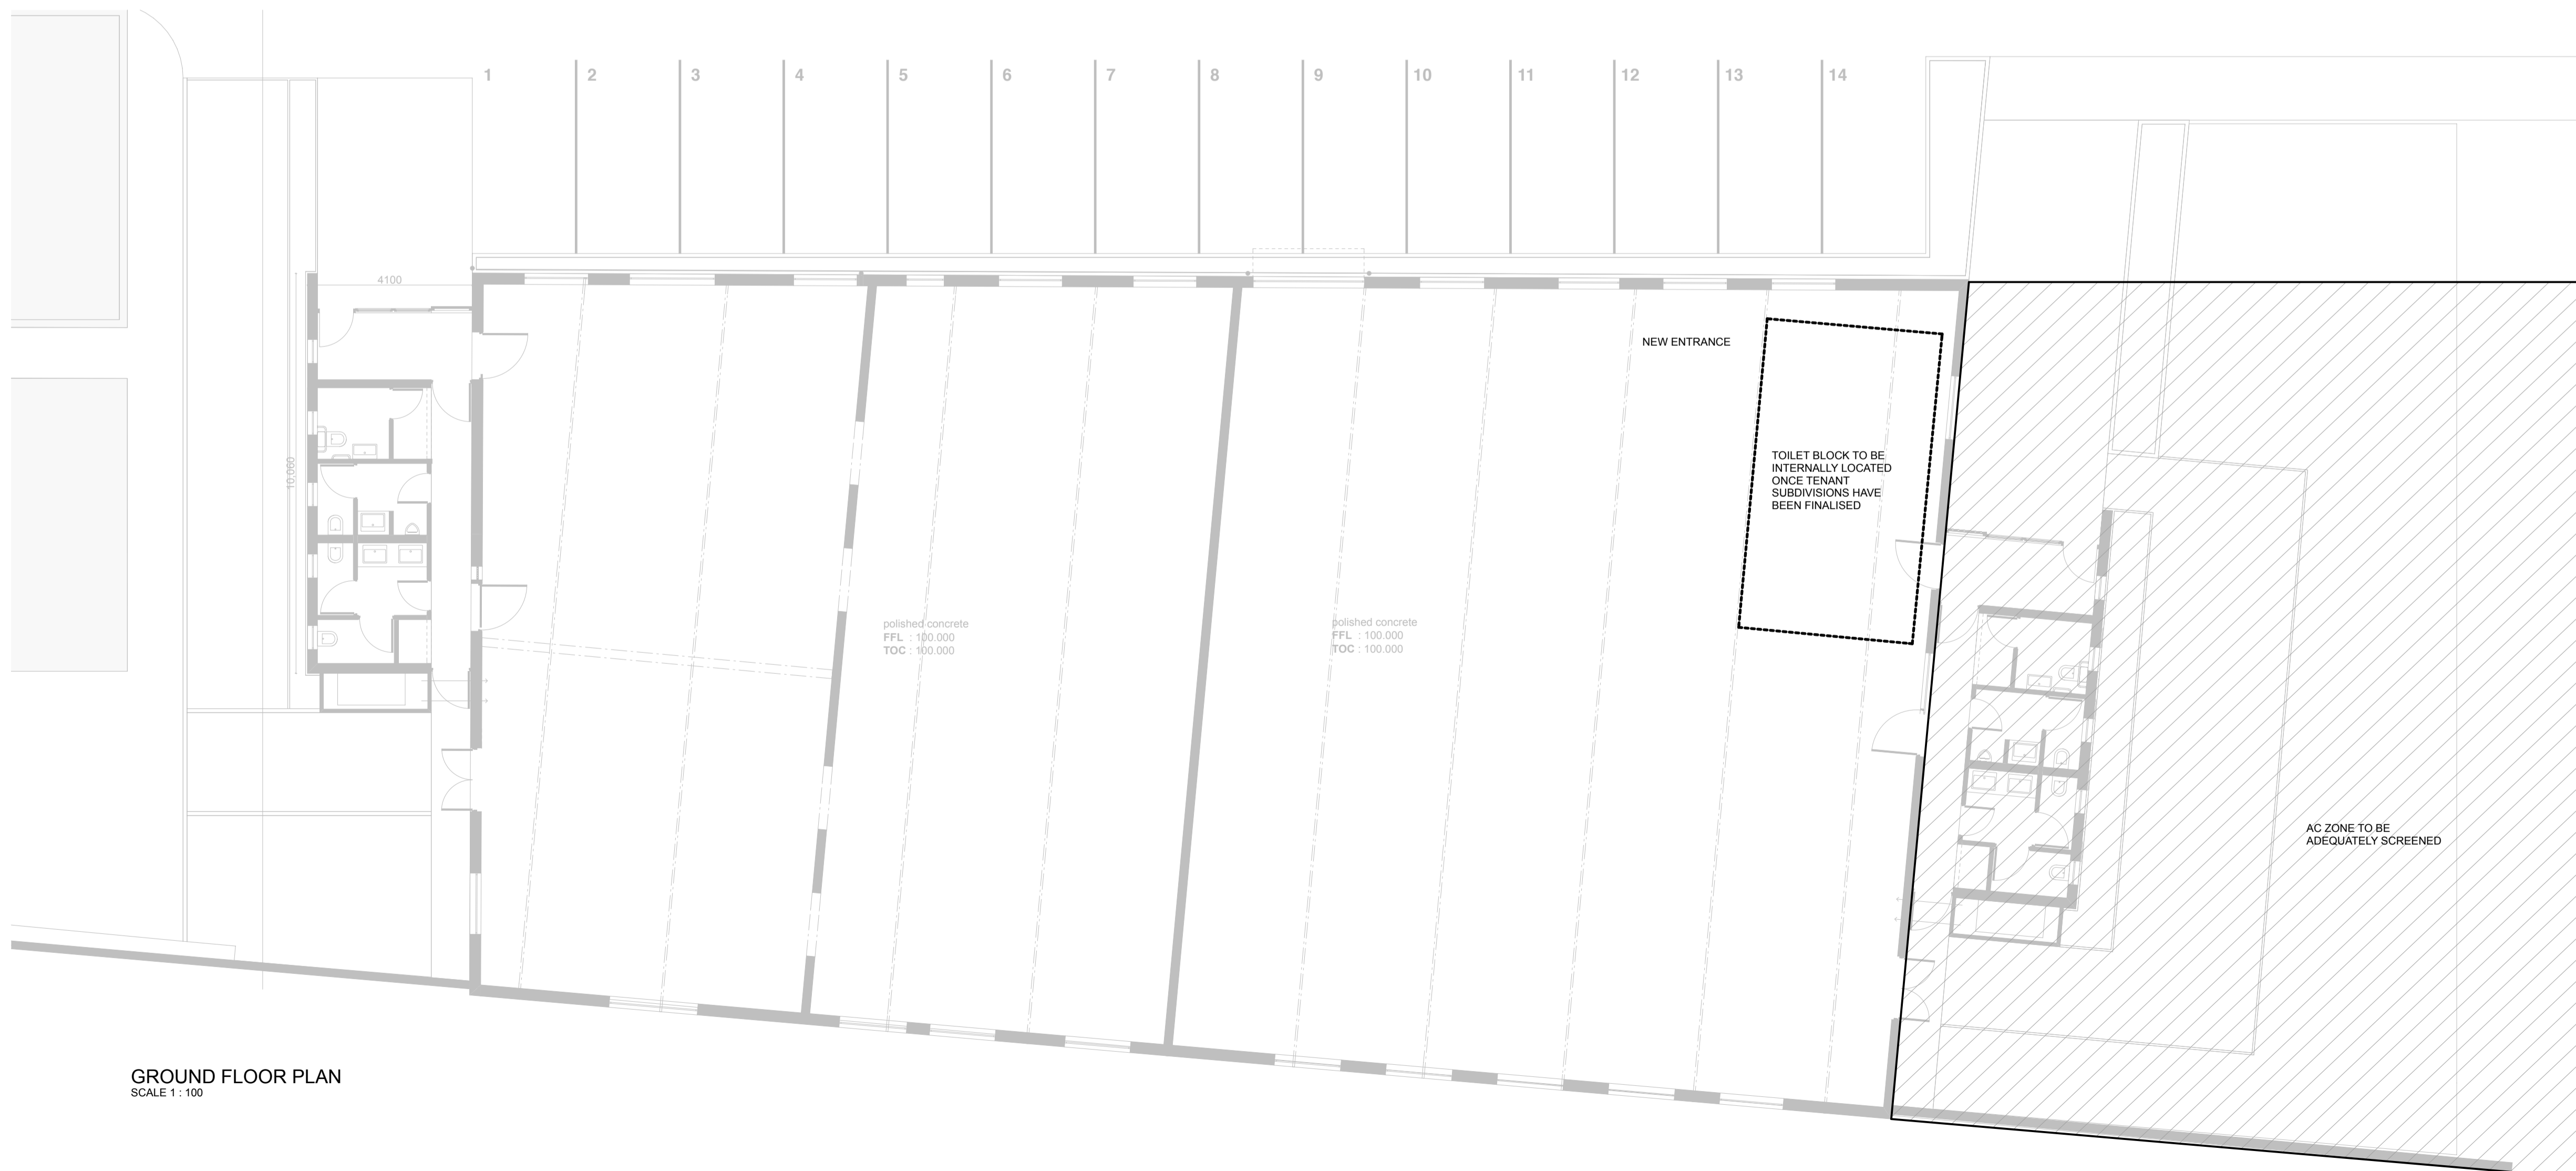 1 2 3 4 5 6 7 8 9 10 11 12 13 14
4100
10,060
NEW ENTRANCE
TOILET BLOCK TO BE
INTERNALLY LOCATED
ONCE TENANT
SUBDIVISIONS HAVE
BEEN FINALISED
polished concrete
FFL : 100.000
TOC : 100.000
polished concrete
FFL : 100.000
TOC : 100.000
AC ZONE TO BE
ADEQUATELY SCREENED
GROUND FLOOR PLAN
SCALE 1 : 100